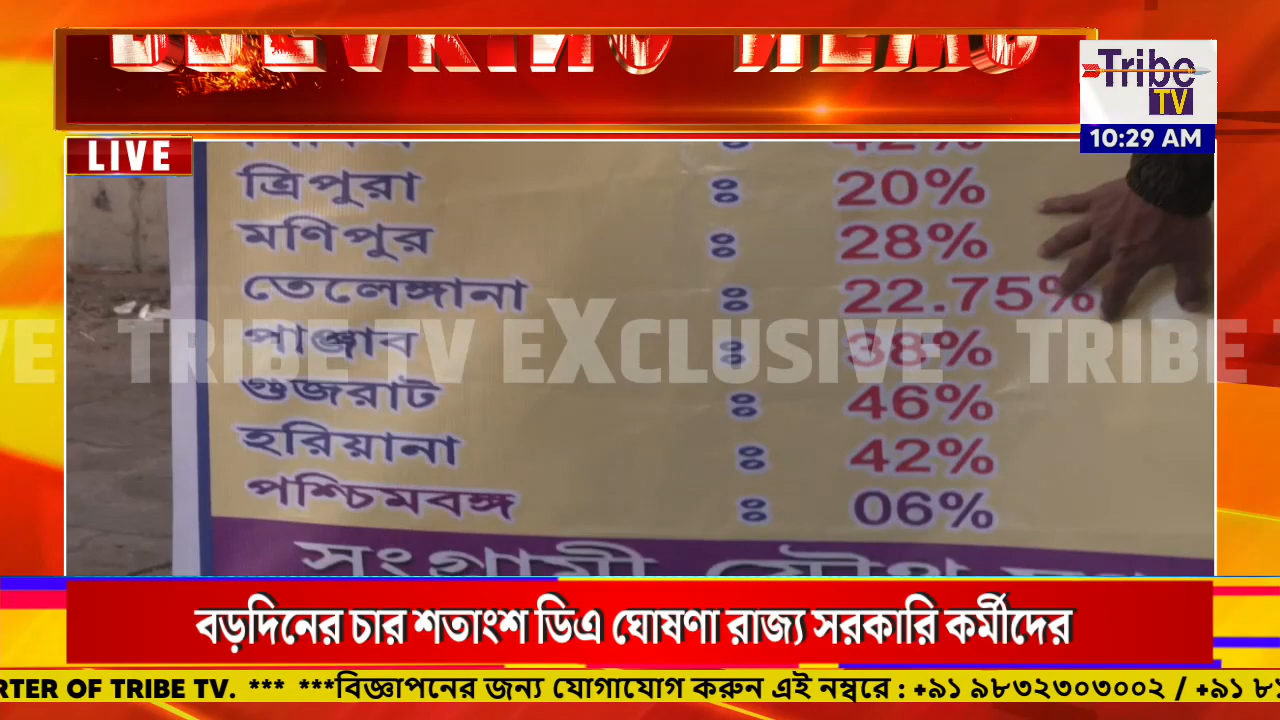 Tribe
TV
10:29 AM
LIVE
ত্রিপুরা : 20%
মণিপুর : 28%
তেলেঙ্গানা : 22.75%
পাঞ্জাব : 38%
গুজরাট : 46%
হরিয়ানা : 42%
পশ্চিমবঙ্গ : 06%
TRIBE TV EXCLUSIVE TRIBE
সংগ্রামী যৌথ
বড়দিনের চার শতাংশ ডিএ ঘোষণা রাজ্য সরকারি কর্মীদের
OF TRIBE TV. *** ***বিজ্ঞাপনের জন্য যোগাযোগ করুন এই নম্বরে : +৯১ ৯৮৩২৩০৩০০২ / +৯১